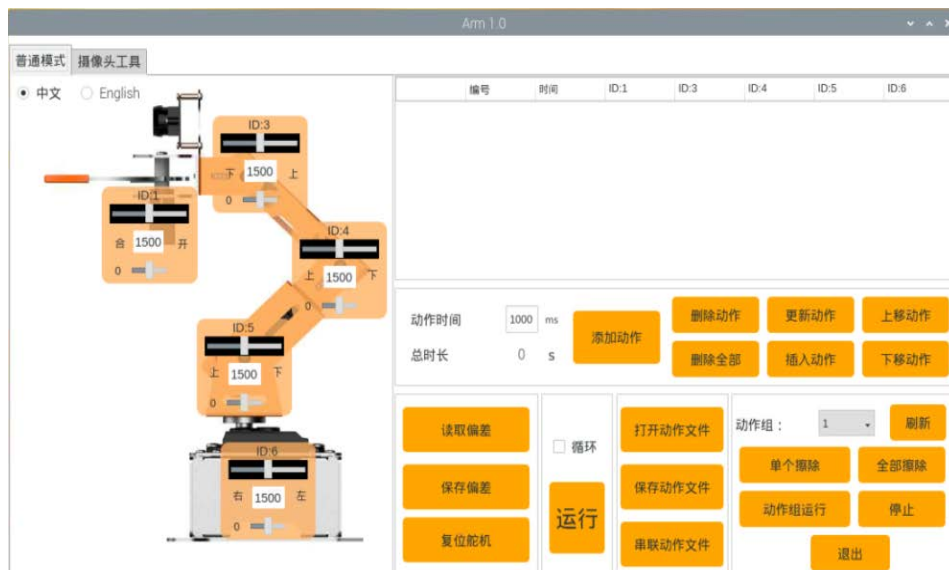 Arm 1.0
普通模式 摄像头工具
中文 English
ID:3
下 1500 上
0
ID:1
合 1500 开
0
ID:4
上 1500 下
0
ID:5
上 1500 下
0
ID:6
右 1500 左
0
编号 时间 ID:1 ID:3 ID:4 ID:5 ID:6
动作时间 1000 ms
总时长 0 s
添加动作
删除动作 更新动作 上移动作
删除全部 插入动作 下移动作
读取偏差
保存偏差
复位舵机
循环
运行
打开动作文件
保存动作文件
串联动作文件
动作组： 1 刷新
单个擦除 全部擦除
动作组运行 停止
退出